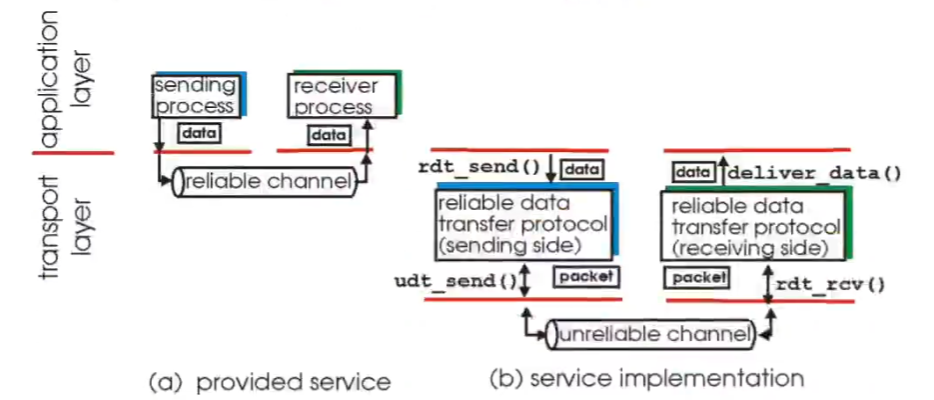 application
layer
transport
layer
sending
process
data
receiver
process
data
reliable channel
(a) provided service
rdt_send()
data
reliable data
transfer protocol
(sending side)
udt_send()
packet
data
deliver_data()
reliable data
transfer protocol
(receiving side)
packet
rdt_rcv()
unreliable channel
(b) service implementation